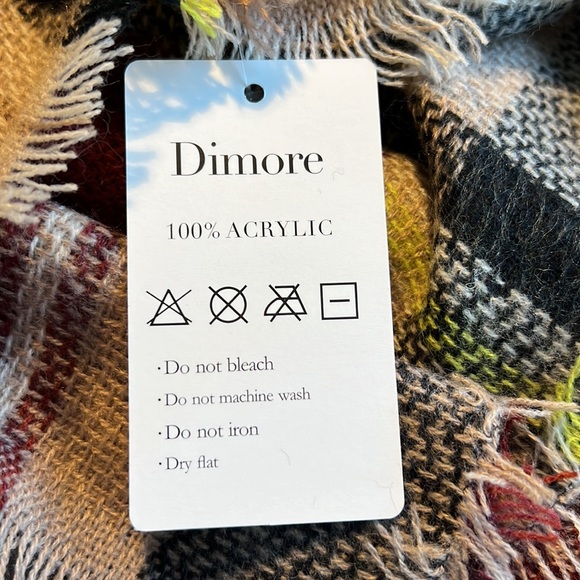 Dimore
100% ACRYLIC
·Do not bleach
·Do not machine wash
·Do not iron
·Dry flat